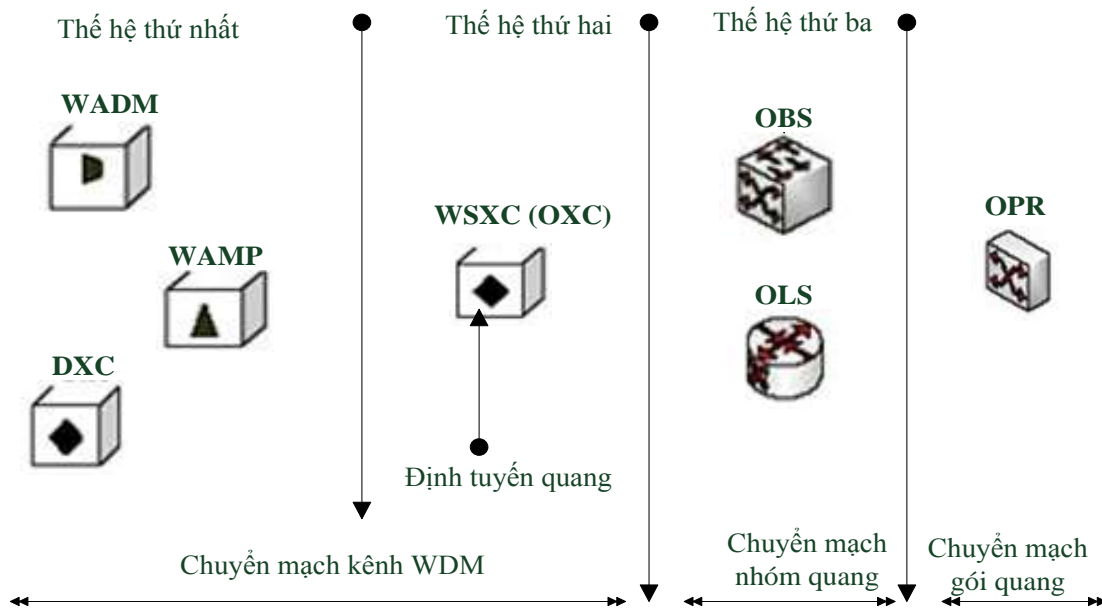 Thế hệ thứ nhất
Thế hệ thứ hai
Thế hệ thứ ba
WADM
WAMP
DXC
WSXC (OXC)
Định tuyến quang
OBS
OLS
OPR
Chuyển mạch kênh WDM
Chuyển mạch
nhóm quang
Chuyển mạch
gói quang